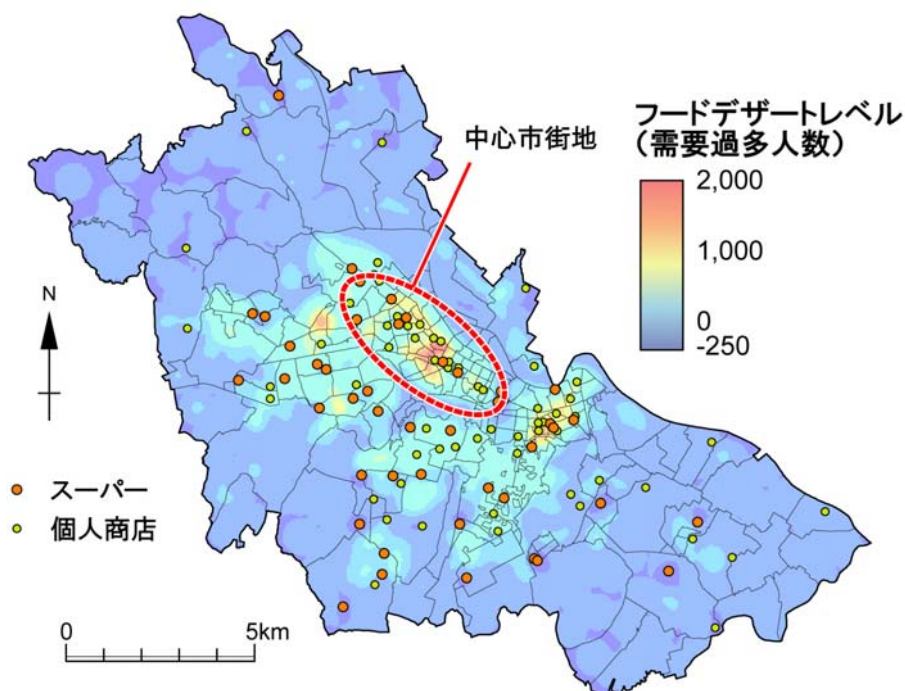 中心市街地
フードデザートレベル
(需要過多人数)
2,000
1,000
0
-250
N
スーパー
個人商店
0
5km